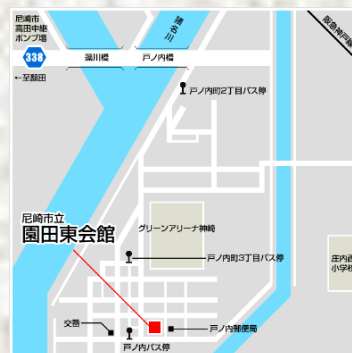 尼崎市
高田中継
ポンプ場
猪名川
阪急神戸線
338
藻川橋
戸ノ内橋
←至額田
戸ノ内町2丁目バス停
尼崎市立
園田東会館
グリーンアリーナ神崎
戸ノ内町3丁目バス停
庄内西
小学校
交番
戸ノ内郵便局
戸ノ内バス停